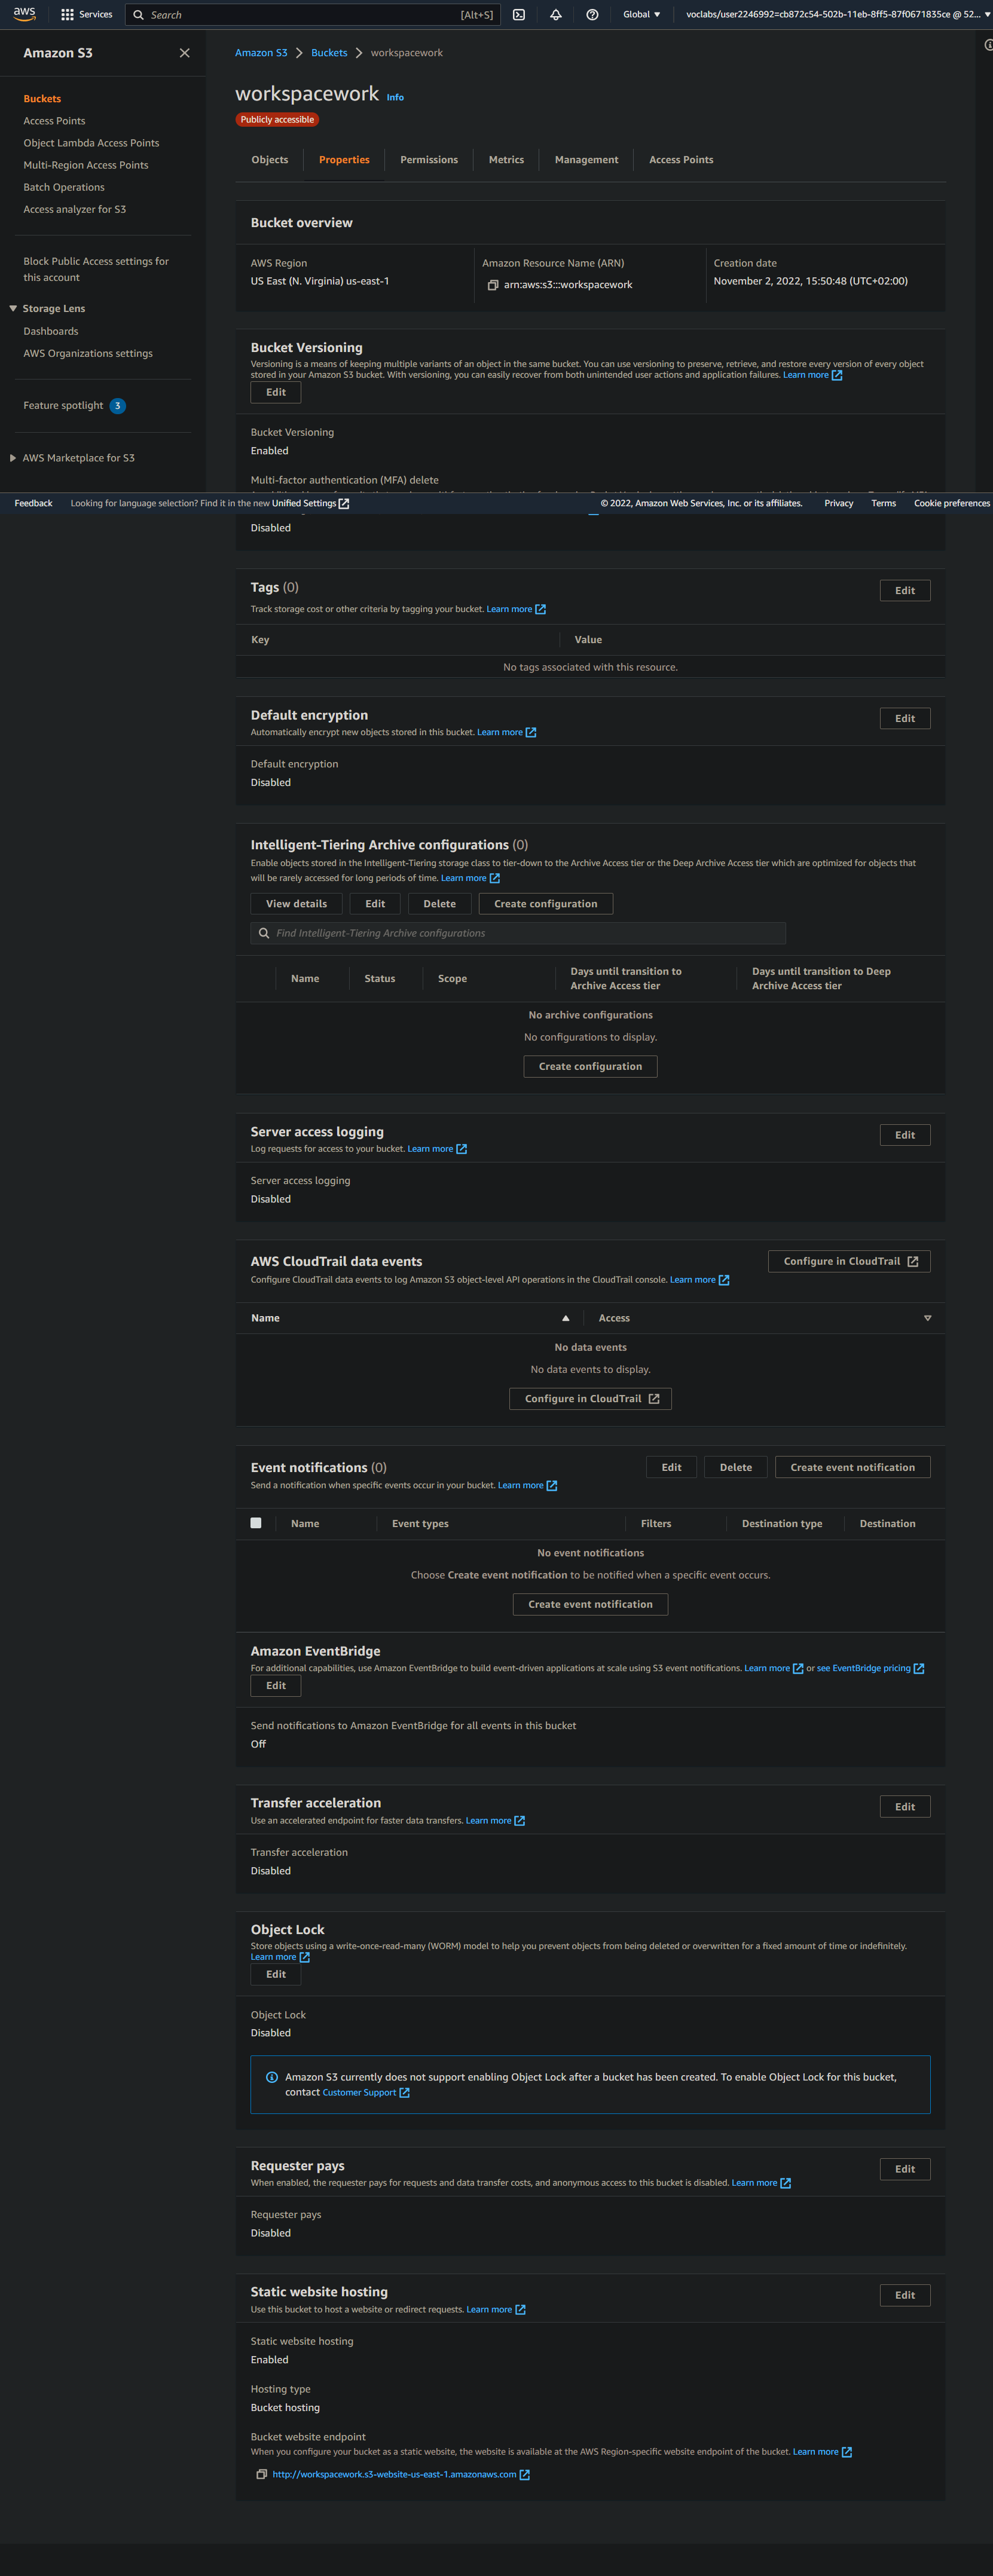 aws
Services
Search
[Alt+S]
Global
voclabs/user2246992=cb872c54-502b-11eb-8ff5-87f0671835ce @ 52...
Amazon S3
Buckets
Access Points
Object Lambda Access Points
Multi-Region Access Points
Batch Operations
Access analyzer for S3
Block Public Access settings for
this account
Storage Lens
Dashboards
AWS Organizations settings
Feature spotlight 3
AWS Marketplace for S3
Amazon S3 > Buckets > workspacework
workspacework Info
Publicly accessible
Objects
Properties
Permissions
Metrics
Management
Access Points
Bucket overview
AWS Region
US East (N. Virginia) us-east-1
Amazon Resource Name (ARN)
arn:aws:s3:::workspacework
Creation date
November 2, 2022, 15:50:48 (UTC+02:00)
Bucket Versioning
Versioning is a means of keeping multiple variants of an object in the same bucket. You can use versioning to preserve, retrieve, and restore every version of every object
stored in your Amazon S3 bucket. With versioning, you can easily recover from both unintended user actions and application failures. Learn more
Edit
Bucket Versioning
Enabled
Multi-factor authentication (MFA) delete
Feedback
Looking for language selection? Find it in the new Unified Settings
© 2022, Amazon Web Services, Inc. or its affiliates.
Privacy
Terms
Cookie preferences
Disabled
Tags (0)
Edit
Track storage cost or other criteria by tagging your bucket. Learn more
Key
Value
No tags associated with this resource.
Default encryption
Edit
Automatically encrypt new objects stored in this bucket. Learn more
Default encryption
Disabled
Intelligent-Tiering Archive configurations (0)
Enable objects stored in the Intelligent-Tiering storage class to tier-down to the Archive Access tier or the Deep Archive Access tier which are optimized for objects that
will be rarely accessed for long periods of time. Learn more
View details
Edit
Delete
Create configuration
Find Intelligent-Tiering Archive configurations
Name
Status
Scope
Days until transition to
Archive Access tier
Days until transition to Deep
Archive Access tier
No archive configurations
No configurations to display.
Create configuration
Server access logging
Edit
Log requests for access to your bucket. Learn more
Server access logging
Disabled
AWS CloudTrail data events
Configure in CloudTrail
Configure CloudTrail data events to log Amazon S3 object-level API operations in the CloudTrail console. Learn more
Name
Access
No data events
No data events to display.
Configure in CloudTrail
Event notifications (0)
Edit
Delete
Create event notification
Send a notification when specific events occur in your bucket. Learn more
Name
Event types
Filters
Destination type
Destination
No event notifications
Choose Create event notification to be notified when a specific event occurs.
Create event notification
Amazon EventBridge
For additional capabilities, use Amazon EventBridge to build event-driven applications at scale using S3 event notifications. Learn more or see EventBridge pricing
Edit
Send notifications to Amazon EventBridge for all events in this bucket
Off
Transfer acceleration
Edit
Use an accelerated endpoint for faster data transfers. Learn more
Transfer acceleration
Disabled
Object Lock
Store objects using a write-once-read-many (WORM) model to help you prevent objects from being deleted or overwritten for a fixed amount of time or indefinitely.
Learn more
Edit
Object Lock
Disabled
Amazon S3 currently does not support enabling Object Lock after a bucket has been created. To enable Object Lock for this bucket,
contact Customer Support
Requester pays
Edit
When enabled, the requester pays for requests and data transfer costs, and anonymous access to this bucket is disabled. Learn more
Requester pays
Disabled
Static website hosting
Edit
Use this bucket to host a website or redirect requests. Learn more
Static website hosting
Enabled
Hosting type
Bucket hosting
Bucket website endpoint
When you configure your bucket as a static website, the website is available at the AWS Region-specific website endpoint of the bucket. Learn more
http://workspacework.s3-website-us-east-1.amazonaws.com